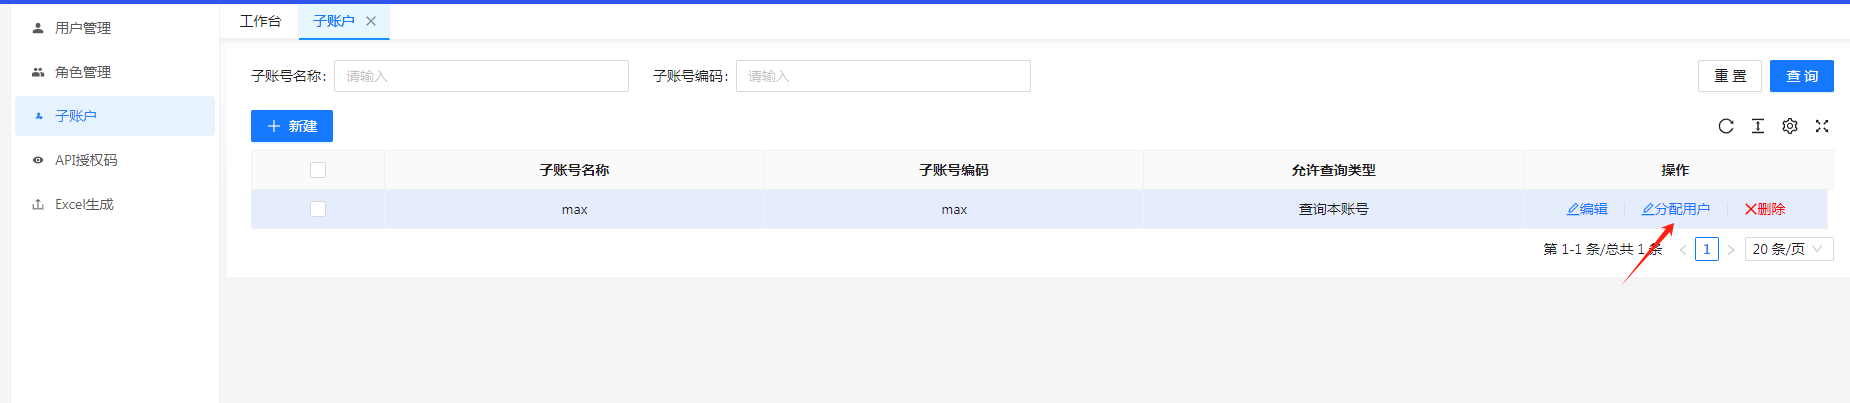 用户管理
角色管理
子账户
API授权码
Excel生成
工作台 子账户
子账号名称: 请输入 子账号编码: 请输入 重 置 查 询
新建
子账号名称 子账号编码 允许查询类型 操作
max max 查询本账号 编辑 分配用户 删除
第 1-1 条/总共 1 条 1 20 条/页